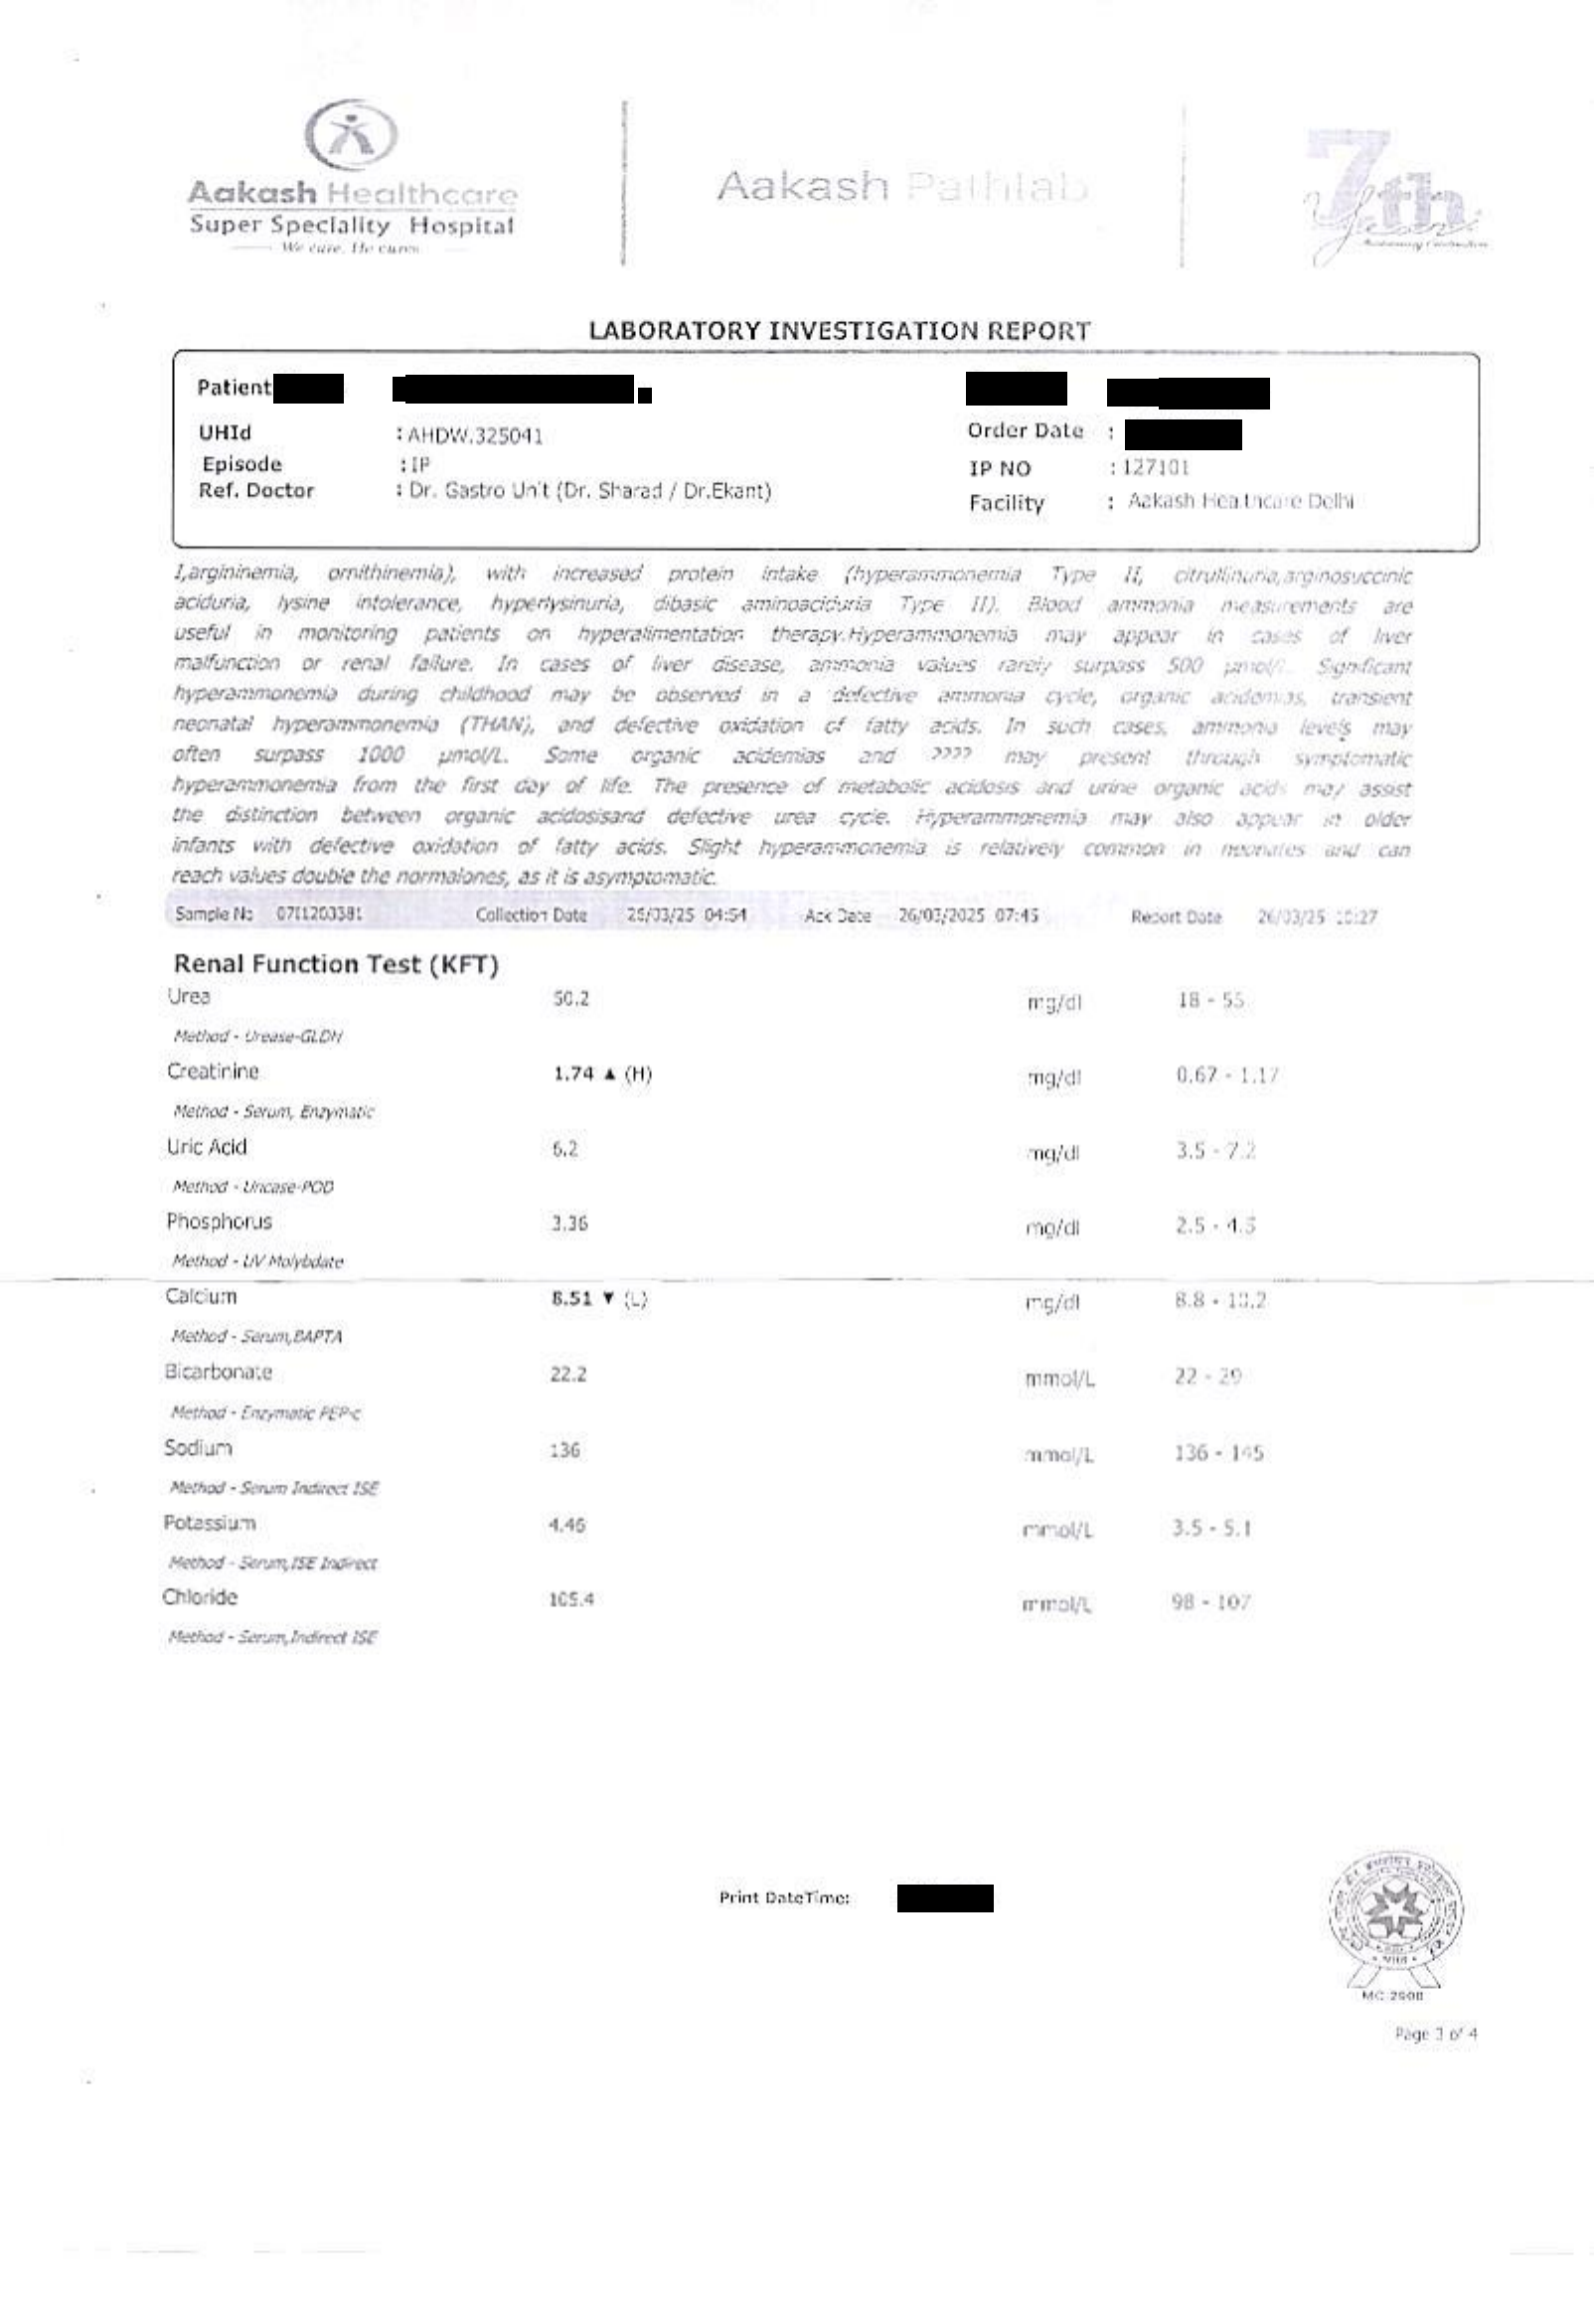 Aakash Healthcare
Super Speciality Hospital
We care. He cures
Aakash Pathlab
7th
LABORATORY INVESTIGATION REPORT
Patient
UHId : AHDW.325041
Order Date :
Episode : IP
IP NO : 127101
Ref. Doctor : Dr. Gastro Unit (Dr. Sharad / Dr.Ekant)
Facility : Aakash Healthcare Delhi
I,argininemia, ornithinemia), with increased protein intake (hyperammonemia Type II, citrullinuria,arginosuccinic
aciduria, lysine intolerance, hyperlysinuria, dibasic aminoaciduria Type II). Blood ammonia measurements are
useful in monitoring patients on hyperalimentation therapy.Hyperammonemia may appear in cases of liver
malfunction or renal failure. In cases of liver disease, ammonia values rarely surpass 500 µmol/L. Significant
hyperammonemia during childhood may be observed in a defective ammonia cycle, organic acidemias, transient
neonatal hyperammonemia (THAN), and defective oxidation of fatty acids. In such cases, ammonia levels may
often surpass 1000 µmol/L. Some organic acidemias and ???? may present through symptomatic
hyperammonemia from the first day of life. The presence of metabolic acidosis and urine organic acids may assist
the distinction between organic acidosisand defective urea cycle. Hyperammonemia may also appear in older
infants with defective oxidation of fatty acids. Slight hyperammonemia is relatively common in neonates and can
reach values double the normalones, as it is asymptomatic.
Sample No 0711203381 Collection Date 26/03/25 04:54 Ack Date 26/03/2025 07:45 Report Date 26/03/25 10:27
Renal Function Test (KFT)
Urea 50.2 mg/dl 18 - 55
Method - Urease-GLDH
Creatinine 1.74 ▲ (H) mg/dl 0.67 - 1.17
Method - Serum, Enzymatic
Uric Acid 6.2 mg/dl 3.5 - 7.2
Method - Uricase-POD
Phosphorus 3.36 mg/dl 2.5 - 4.5
Method - UV Molybdate
Calcium 8.51 ▼ (L) mg/dl 8.8 - 10.2
Method - Serum,BAPTA
Bicarbonate 22.2 mmol/L 22 - 29
Method - Enzymatic PEP-c
Sodium 136 mmol/L 136 - 145
Method - Serum Indirect ISE
Potassium 4.46 mmol/L 3.5 - 5.1
Method - Serum,ISE Indirect
Chloride 105.4 mmol/L 98 - 107
Method - Serum,Indirect ISE
Print DateTime:
Page 3 of 4